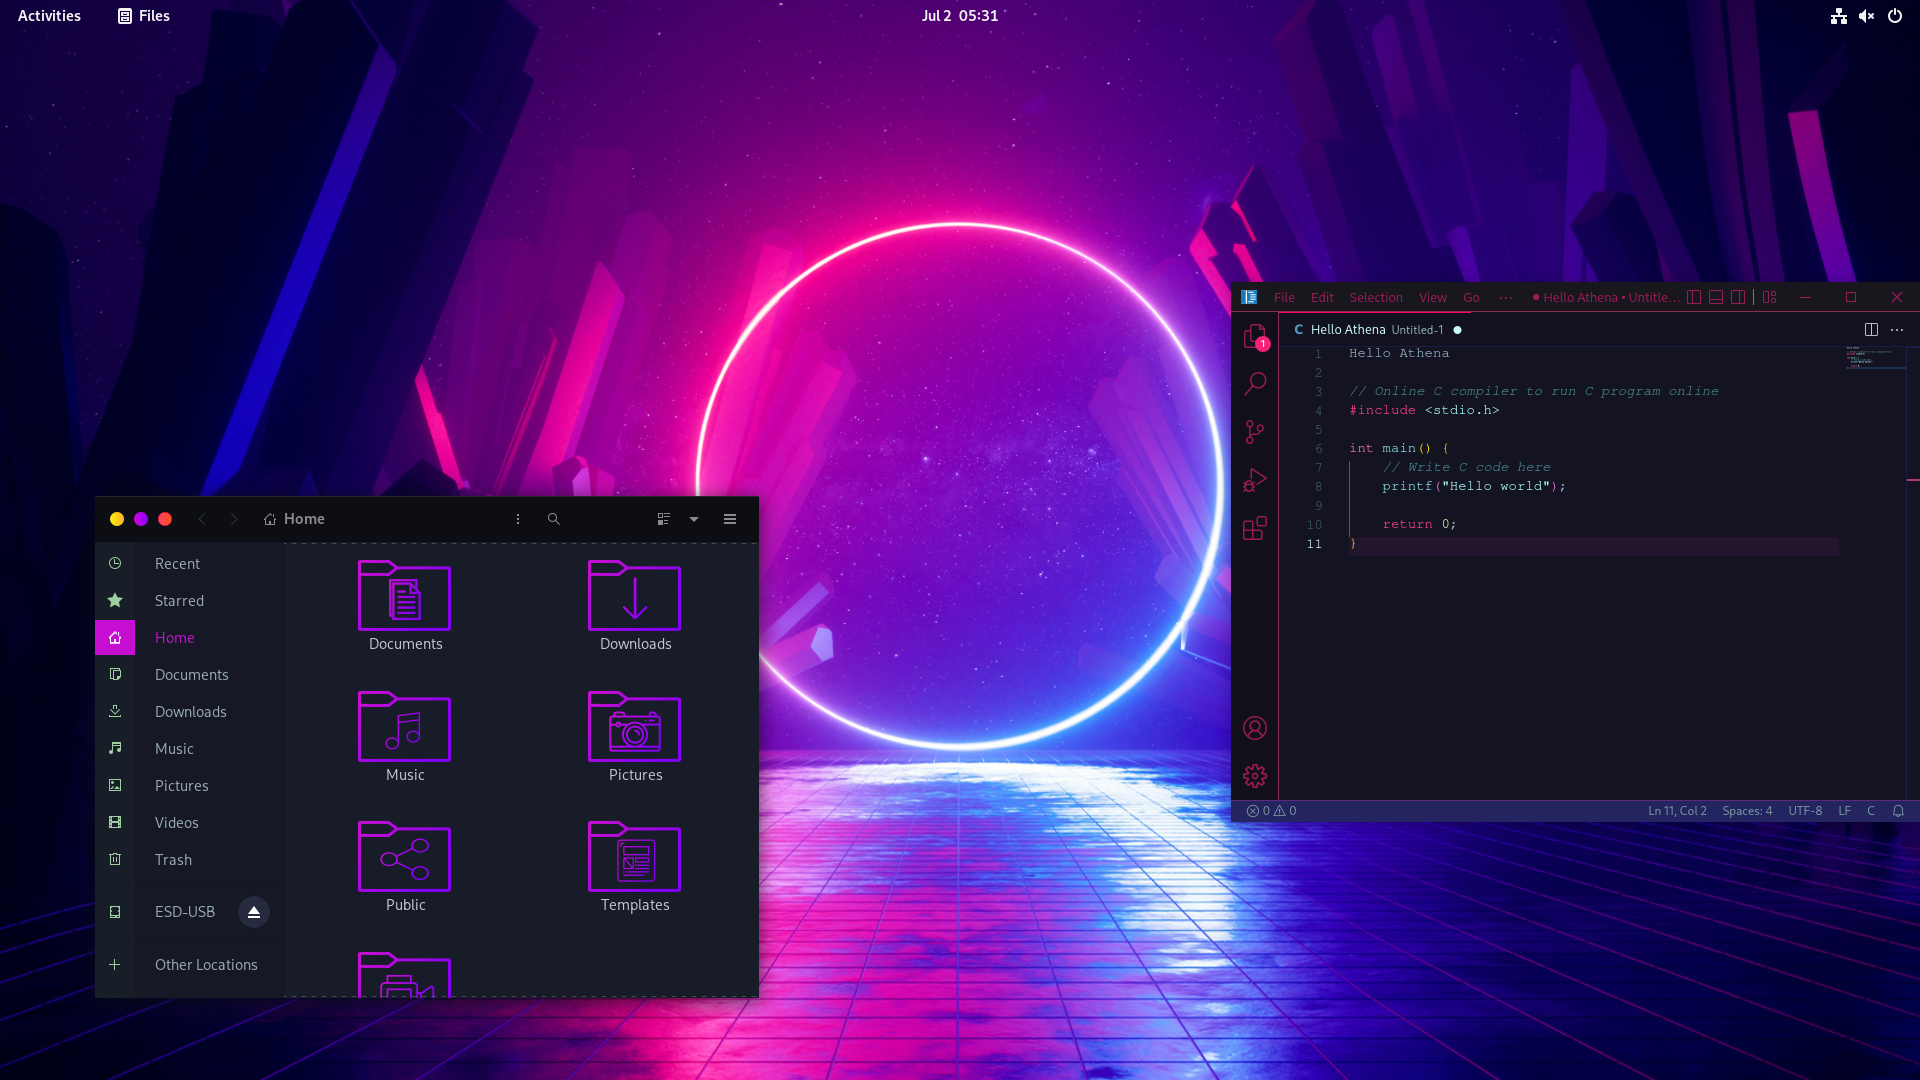 Activities Files Jul 2 05:31
File Edit Selection View Go ··· ● Hello Athena • Untitle...
C Hello Athena Untitled-1 ●
1 Hello Athena
2
3 // Online C compiler to run C program online
4 #include <stdio.h>
5
6 int main() {
7 // Write C code here
8 printf("Hello world");
9
10 return 0;
11 }
1
0 0 Ln 11, Col 2 Spaces: 4 UTF-8 LF C
Home
Recent
Starred
Home
Documents
Downloads
Music
Pictures
Videos
Trash
ESD-USB
Other Locations
Documents Downloads
Music Pictures
Public Templates